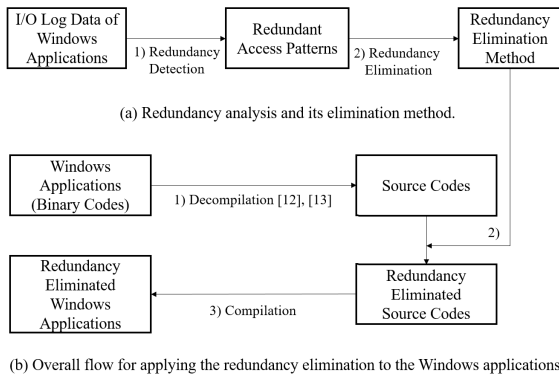 I/O Log Data of
Windows
Applications
1) Redundancy
Detection
Redundant
Access Patterns
2) Redundancy
Elimination
Redundancy
Elimination
Method
(a) Redundancy analysis and its elimination method.
Windows
Applications
(Binary Codes)
1) Decompilation [12], [13]
Source Codes
2)
Redundancy
Eliminated
Windows
Applications
3) Compilation
Redundancy
Eliminated
Source Codes
(b) Overall flow for applying the redundancy elimination to the Windows applications